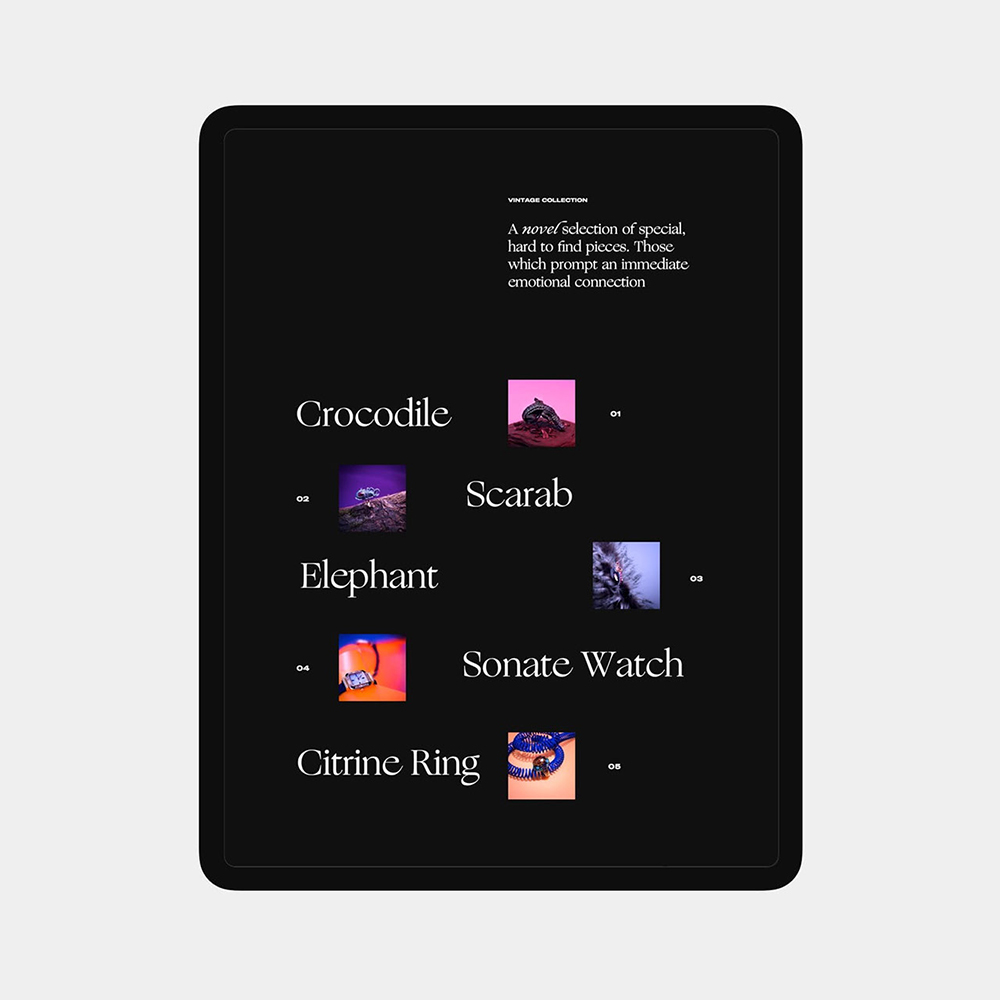 VINTAGE COLLECTION
A novel selection of special,
hard to find pieces. Those
which prompt an immediate
emotional connection
Crocodile 01
02 Scarab
Elephant 03
04 Sonate Watch
Citrine Ring 05